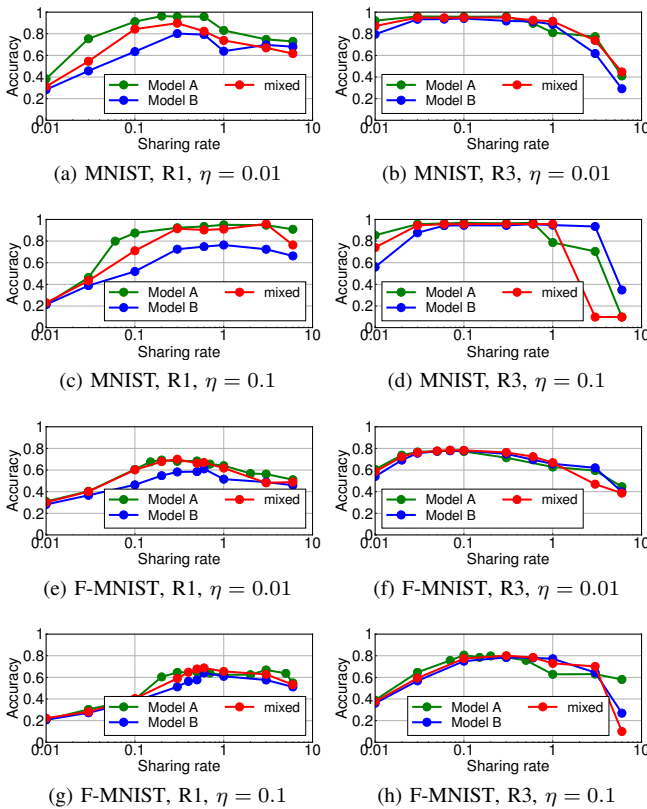 1
0.8
0.6
0.4
0.2
0
Accuracy
0.01 0.1 1 10
Sharing rate
Model A
Model B
mixed
(a) MNIST, R1, η = 0.01
1
0.8
0.6
0.4
0.2
0
Accuracy
0.01 0.1 1 10
Sharing rate
Model A
Model B
mixed
(b) MNIST, R3, η = 0.01
1
0.8
0.6
0.4
0.2
0
Accuracy
0.01 0.1 1 10
Sharing rate
Model A
Model B
mixed
(c) MNIST, R1, η = 0.1
1
0.8
0.6
0.4
0.2
0
Accuracy
0.01 0.1 1 10
Sharing rate
Model A
Model B
mixed
(d) MNIST, R3, η = 0.1
1
0.8
0.6
0.4
0.2
0
Accuracy
0.01 0.1 1 10
Sharing rate
Model A
Model B
mixed
(e) F-MNIST, R1, η = 0.01
1
0.8
0.6
0.4
0.2
0
Accuracy
0.01 0.1 1 10
Sharing rate
Model A
Model B
mixed
(f) F-MNIST, R3, η = 0.01
1
0.8
0.6
0.4
0.2
0
Accuracy
0.01 0.1 1 10
Sharing rate
Model A
Model B
mixed
(g) F-MNIST, R1, η = 0.1
1
0.8
0.6
0.4
0.2
0
Accuracy
0.01 0.1 1 10
Sharing rate
Model A
Model B
mixed
(h) F-MNIST, R3, η = 0.1